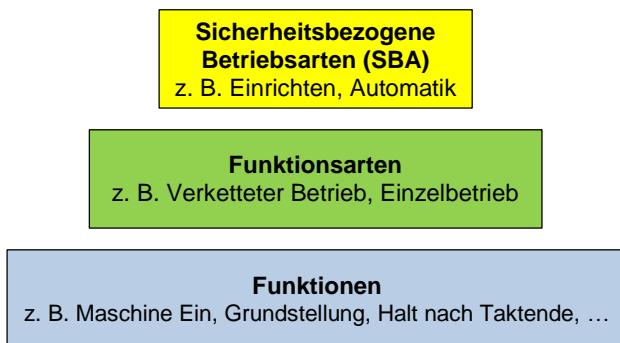 Sicherheitsbezogene
Betriebsarten (SBA)
z. B. Einrichten, Automatik
Funktionsarten
z. B. Verketteter Betrieb, Einzelbetrieb
Funktionen
z. B. Maschine Ein, Grundstellung, Halt nach Taktende, …